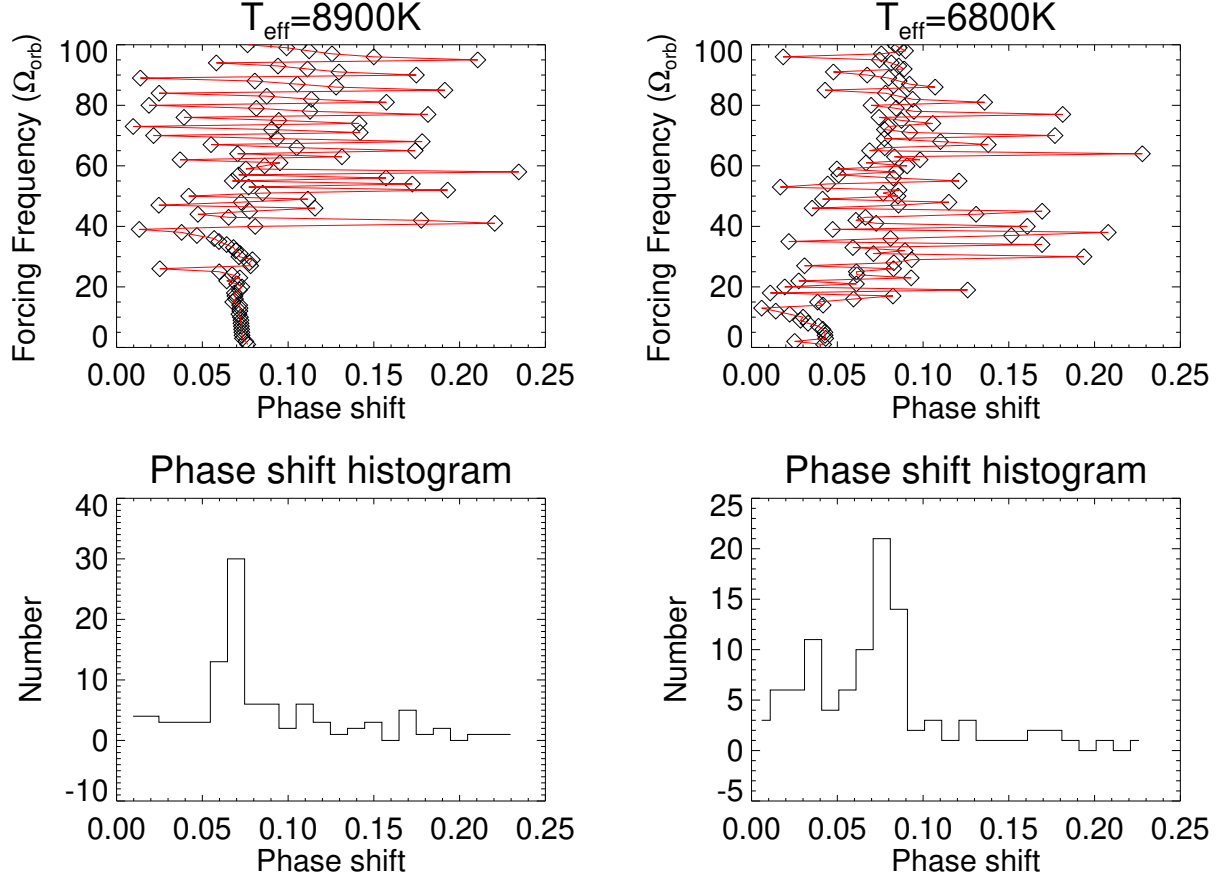 T_eff=8900K
Forcing Frequency (Ω_orb)
100
80
60
40
20
0
0.00 0.05 0.10 0.15 0.20 0.25
Phase shift
T_eff=6800K
Forcing Frequency (Ω_orb)
100
80
60
40
20
0
0.00 0.05 0.10 0.15 0.20 0.25
Phase shift
Phase shift histogram
Number
40
30
20
10
0
-10
0.00 0.05 0.10 0.15 0.20 0.25
Phase shift
Phase shift histogram
Number
25
20
15
10
5
0
-5
0.00 0.05 0.10 0.15 0.20 0.25
Phase shift